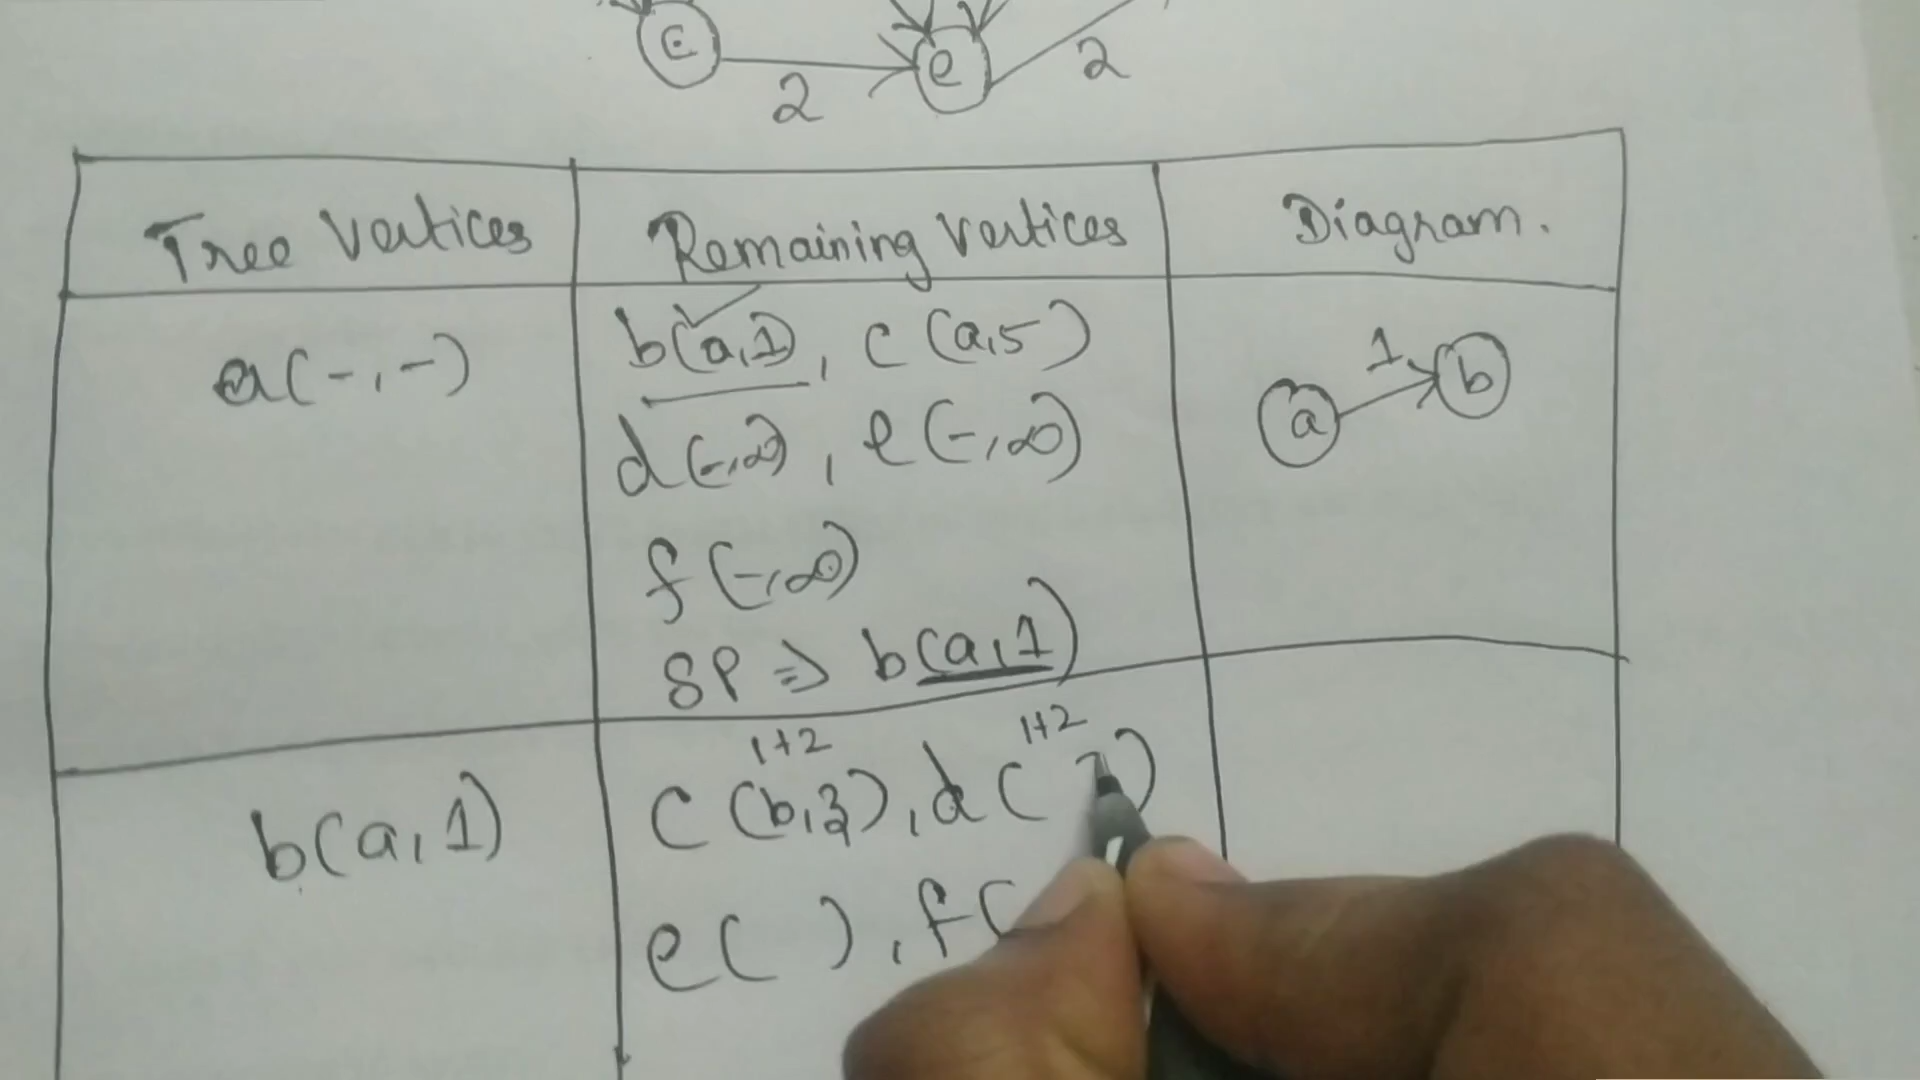 c e
2 2
Tree Vertices Remaining Vertices Diagram.
a(-,-) b(a,1), c(a,5)
d(-,∞), e(-,∞)
f(-,∞)
SP ⇒ b(a,1)
1 a b
1+2 1+2
b(a,1) c(b,3), d( )
e( ), f(